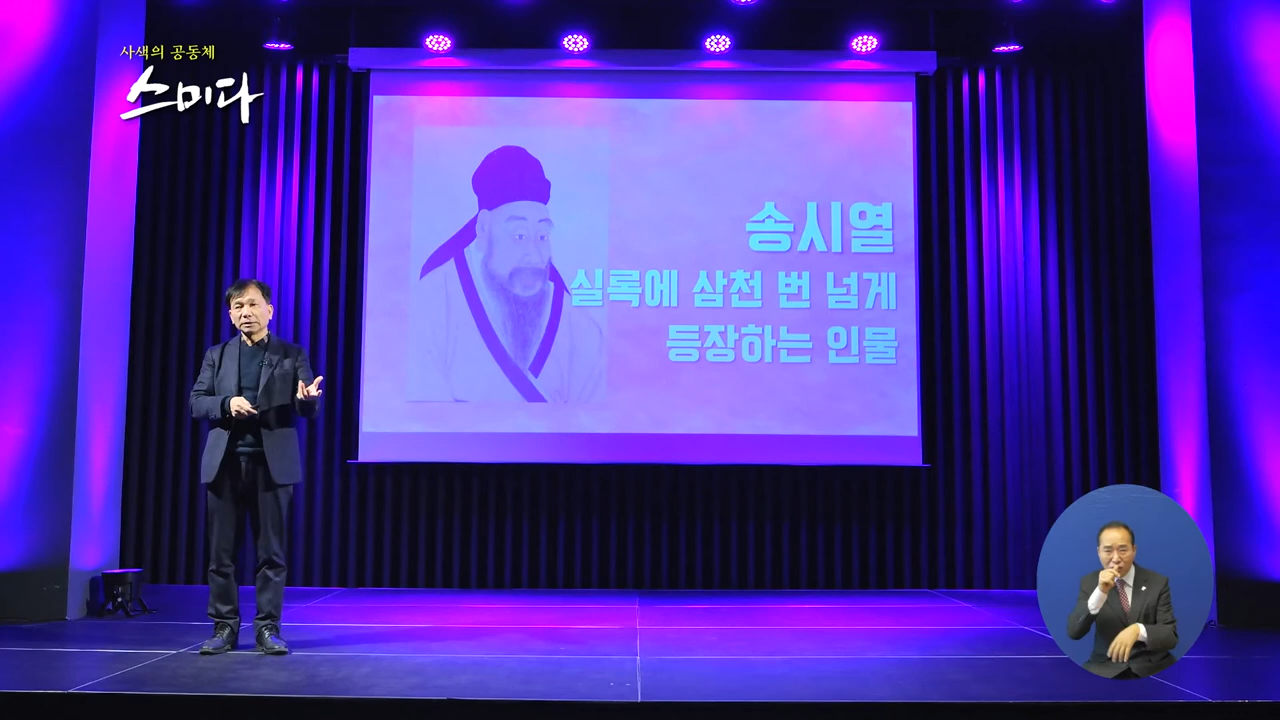 사색의 공동체
스미다
송시열
실록에 삼천 번 넘게
등장하는 인물